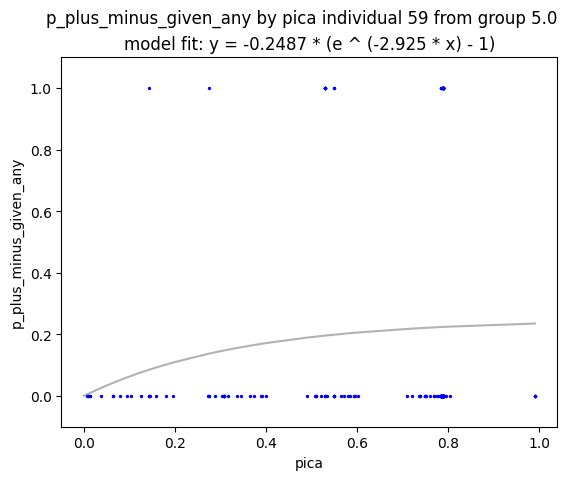 p_plus_minus_given_any by pica individual 59 from group 5.0
model fit: y = -0.2487 * (e ^ (-2.925 * x) - 1)
1.0
0.8
0.6
0.4
0.2
0.0
p_plus_minus_given_any
0.0 0.2 0.4 0.6 0.8 1.0
pica